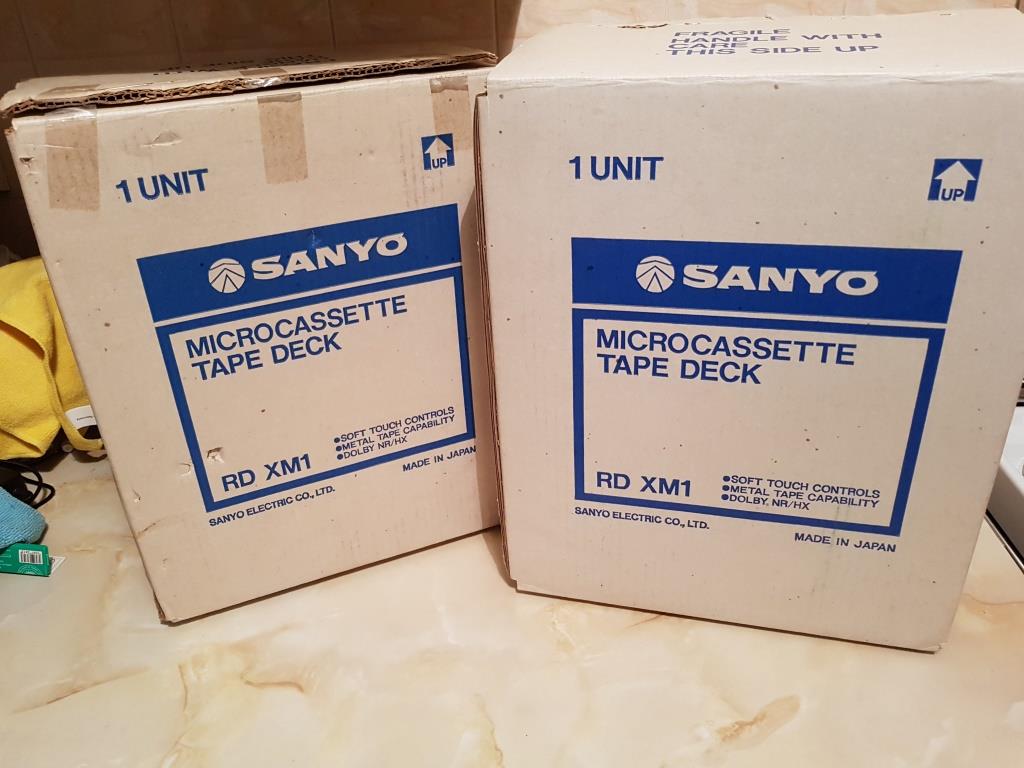 1 UNIT
UP
SANYO
MICROCASSETTE
TAPE DECK
RD XM1
●SOFT TOUCH CONTROLS
●METAL TAPE CAPABILITY
●DOLBY NR/HX
SANYO ELECTRIC CO., LTD.
MADE IN JAPAN
FRAGILE
HANDLE WITH
CARE
THIS SIDE UP
1 UNIT
UP
SANYO
MICROCASSETTE
TAPE DECK
RD XM1
●SOFT TOUCH CONTROLS
●METAL TAPE CAPABILITY
●DOLBY NR/HX
SANYO ELECTRIC CO., LTD.
MADE IN JAPAN